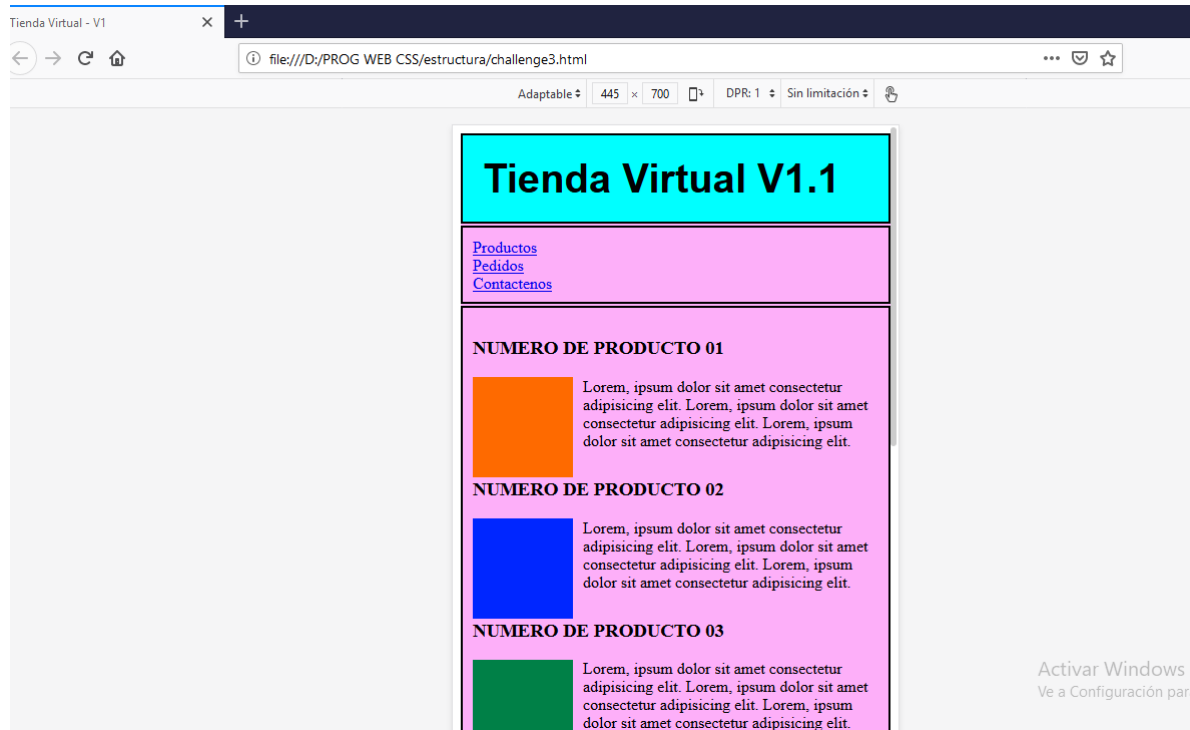 Tienda Virtual - V1
file:///D:/PROG WEB CSS/estructura/challenge3.html
Adaptable 445 × 700 DPR: 1 Sin limitación
Tienda Virtual V1.1
Productos
Pedidos
Contactenos
NUMERO DE PRODUCTO 01
Lorem, ipsum dolor sit amet consectetur
adipisicing elit. Lorem, ipsum dolor sit amet
consectetur adipisicing elit. Lorem, ipsum
dolor sit amet consectetur adipisicing elit.
NUMERO DE PRODUCTO 02
Lorem, ipsum dolor sit amet consectetur
adipisicing elit. Lorem, ipsum dolor sit amet
consectetur adipisicing elit. Lorem, ipsum
dolor sit amet consectetur adipisicing elit.
NUMERO DE PRODUCTO 03
Lorem, ipsum dolor sit amet consectetur
adipisicing elit. Lorem, ipsum dolor sit amet
consectetur adipisicing elit. Lorem, ipsum
dolor sit amet consectetur adipisicing elit.
Activar Windows
Ve a Configuración par